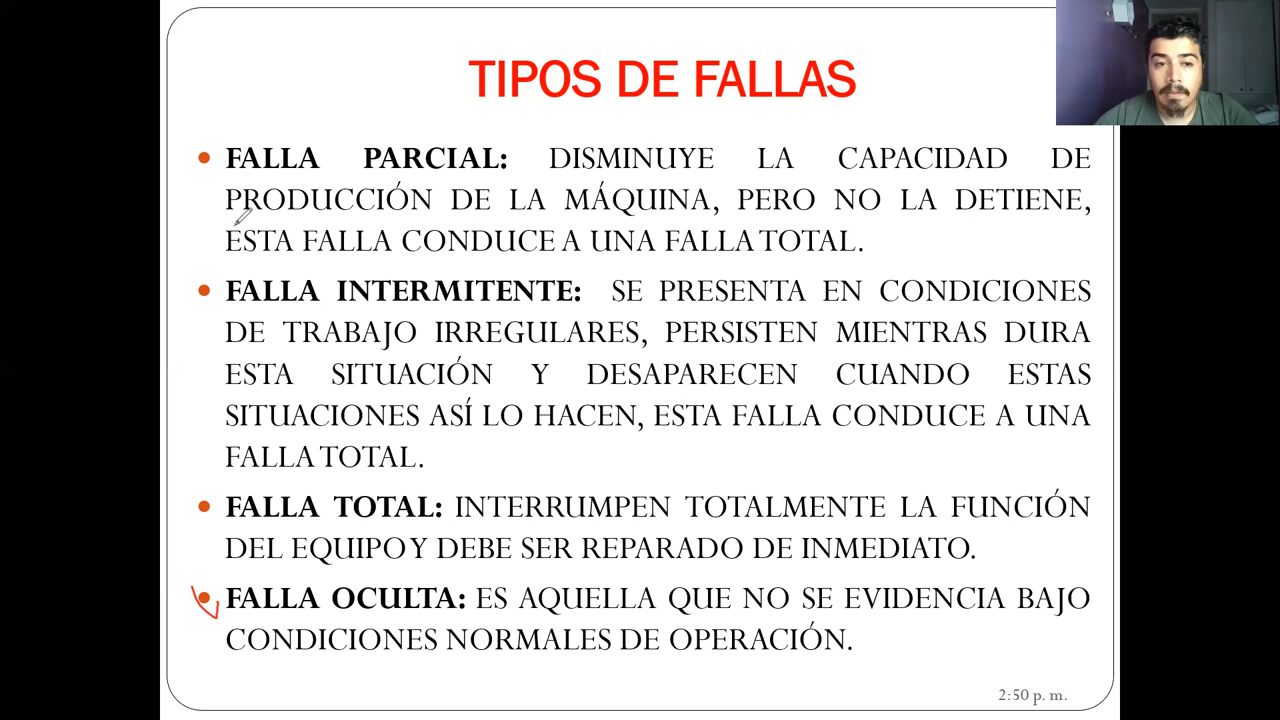 TIPOS DE FALLAS
• FALLA PARCIAL: DISMINUYE LA CAPACIDAD DE
PRODUCCIÓN DE LA MÁQUINA, PERO NO LA DETIENE,
ESTA FALLA CONDUCE A UNA FALLA TOTAL.
• FALLA INTERMITENTE: SE PRESENTA EN CONDICIONES
DE TRABAJO IRREGULARES, PERSISTEN MIENTRAS DURA
ESTA SITUACIÓN Y DESAPARECEN CUANDO ESTAS
SITUACIONES ASÍ LO HACEN, ESTA FALLA CONDUCE A UNA
FALLA TOTAL.
• FALLA TOTAL: INTERRUMPEN TOTALMENTE LA FUNCIÓN
DEL EQUIPO Y DEBE SER REPARADO DE INMEDIATO.
• FALLA OCULTA: ES AQUELLA QUE NO SE EVIDENCIA BAJO
CONDICIONES NORMALES DE OPERACIÓN.
2:50 p. m.